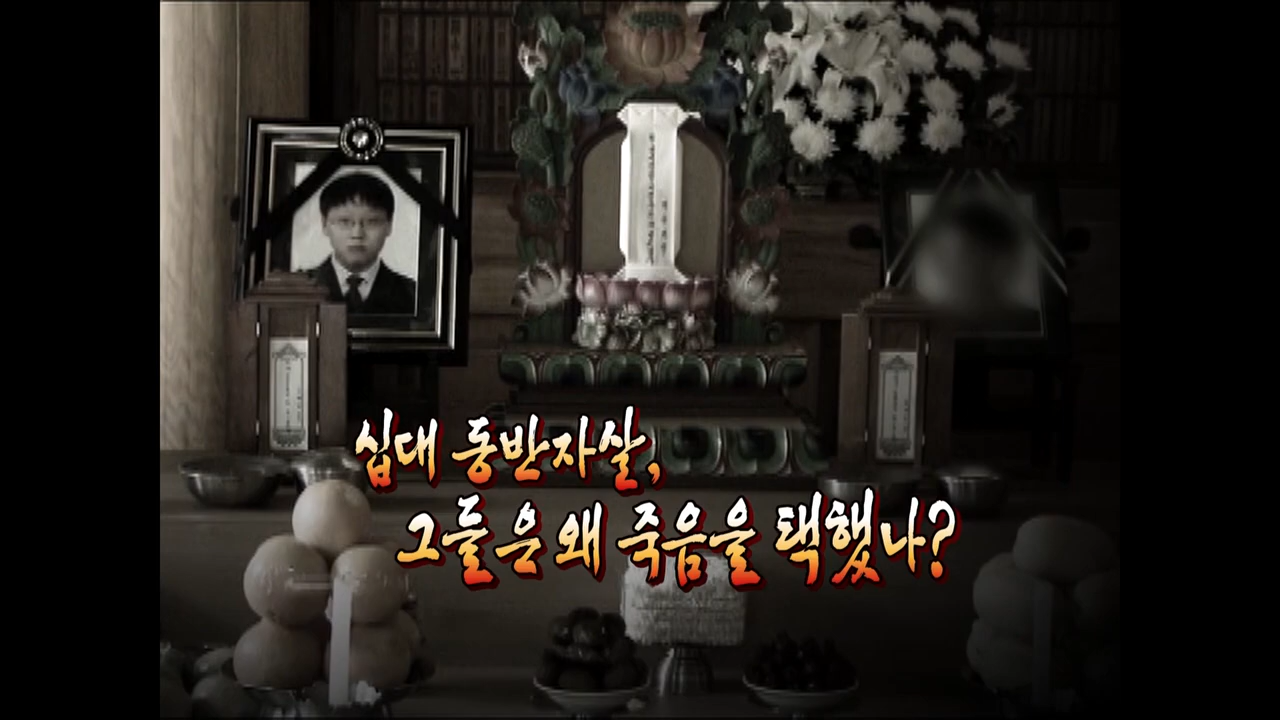 십대 동반자살,
그들은 왜 죽음을 택했나?